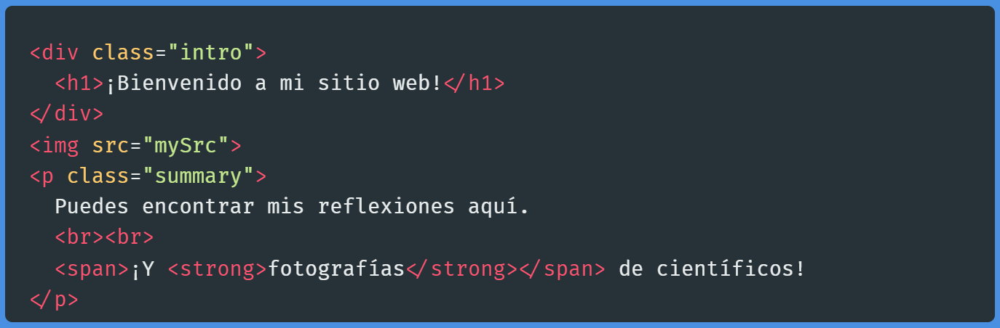 <div class="intro">
  <h1>¡Bienvenido a mi sitio web!</h1>
</div>
<img src="mySrc">
<p class="summary">
  Puedes encontrar mis reflexiones aquí.
  <br><br>
  <span>¡Y <strong>fotografías</strong></span> de científicos!
</p>